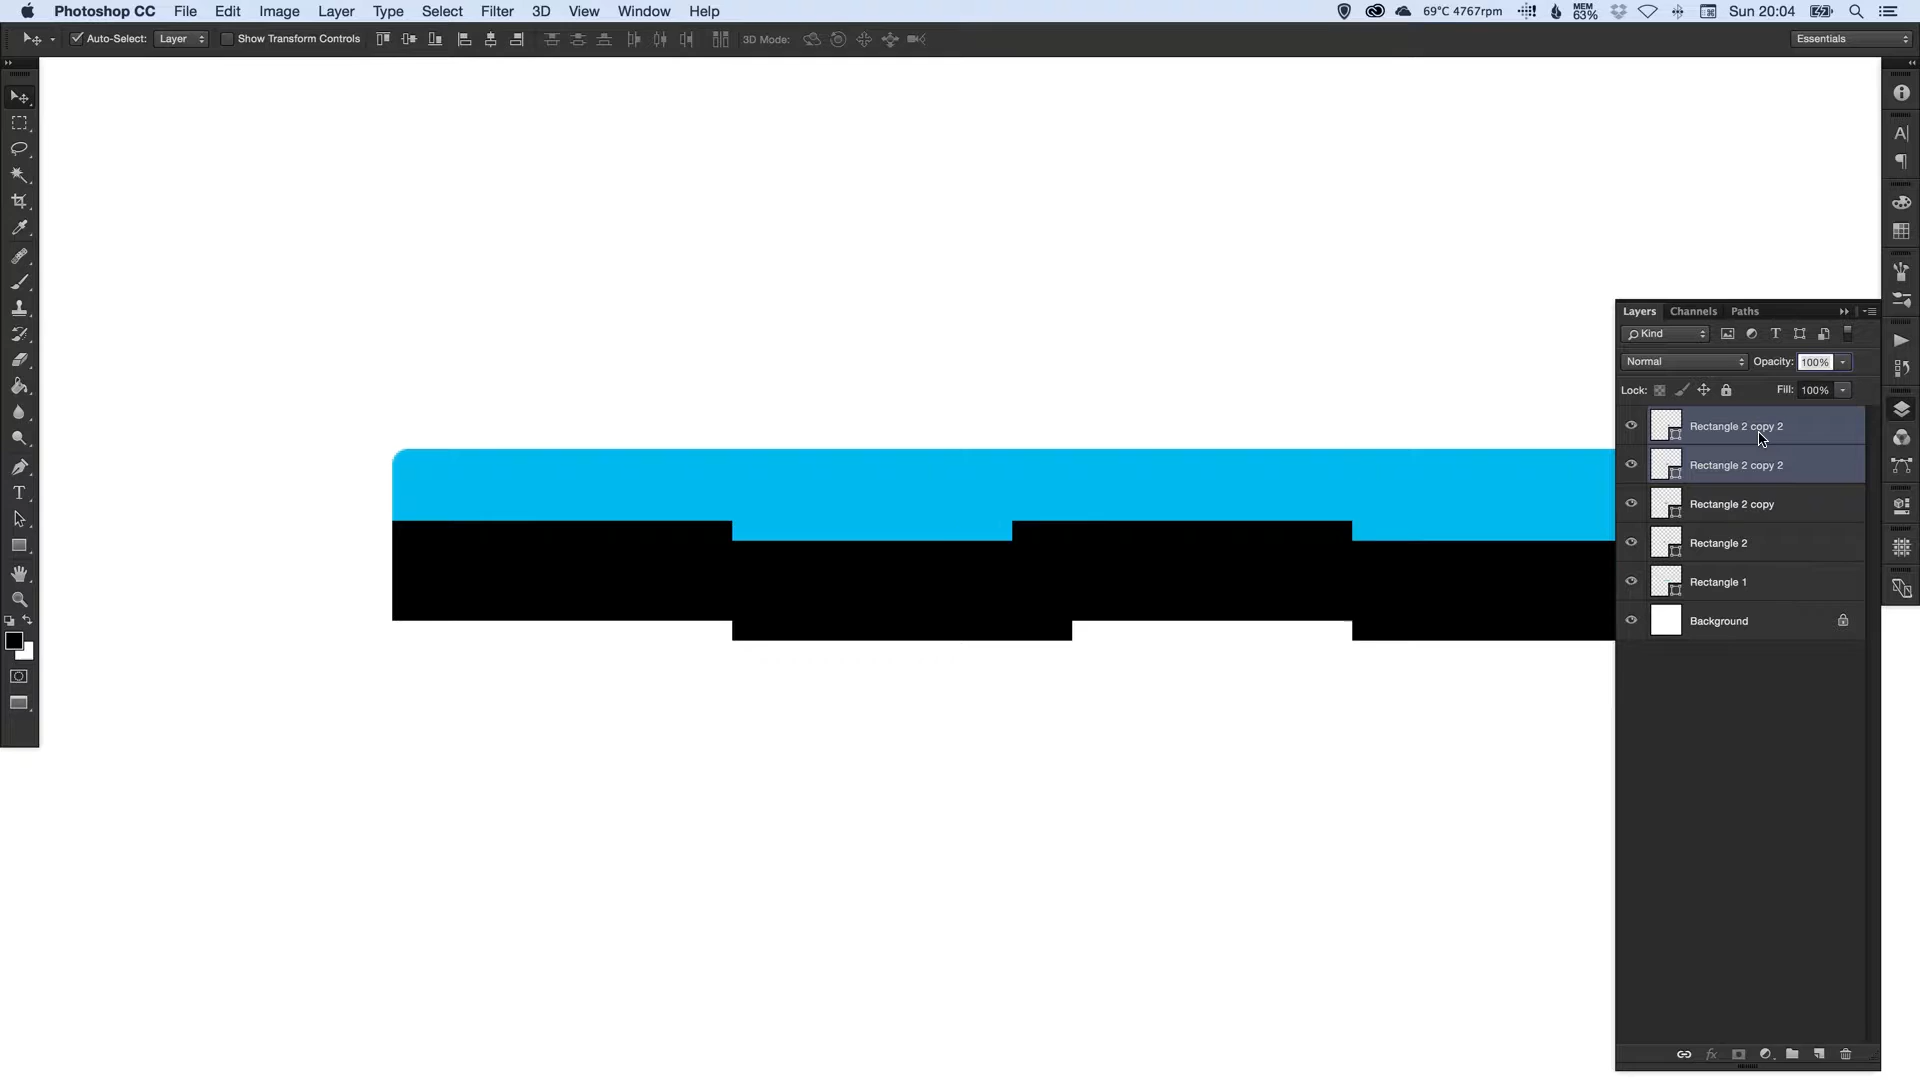 Photoshop CC File Edit Image Layer Type Select Filter 3D View Window Help 69°C 4767rpm MEM 63% Sun 20:04
Auto-Select: Layer Show Transform Controls 3D Mode: Essentials
Layers Channels Paths
Kind
Normal Opacity: 100%
Lock: Fill: 100%
Rectangle 2 copy 2
Rectangle 2 copy 2
Rectangle 2 copy
Rectangle 2
Rectangle 1
Background